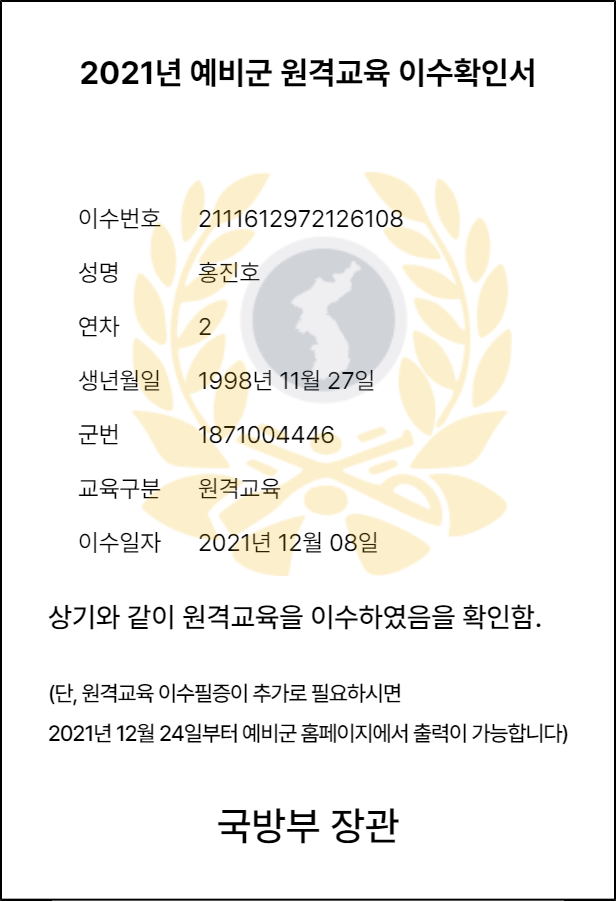 2021년 예비군 원격교육 이수확인서
이수번호 2111612972126108
성명 홍진호
연차 2
생년월일 1998년 11월 27일
군번 1871004446
교육구분 원격교육
이수일자 2021년 12월 08일
상기와 같이 원격교육을 이수하였음을 확인함.
(단, 원격교육 이수필증이 추가로 필요하시면
2021년 12월 24일부터 예비군 홈페이지에서 출력이 가능합니다)
국방부 장관